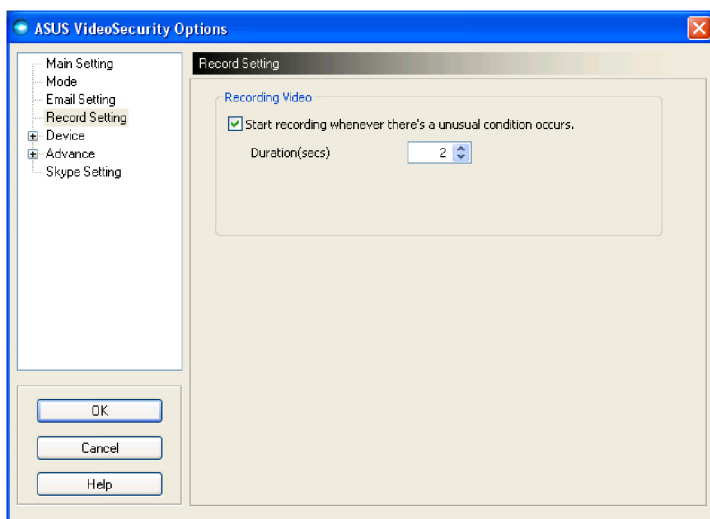 ASUS VideoSecurity Options
Main Setting
Mode
Email Setting
Record Setting
Device
Advance
Skype Setting
OK
Cancel
Help
Record Setting
Recording Video
Start recording whenever there's a unusual condition occurs.
Duration(secs) 2